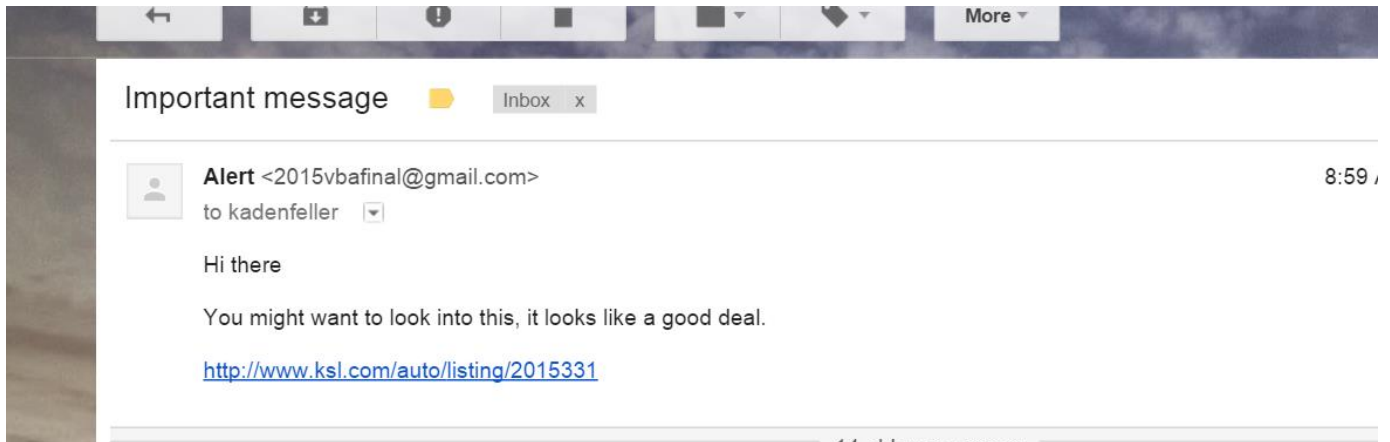 More
Important message
Inbox x
Alert <2015vbafinal@gmail.com>
8:59
to kadenfeller
Hi there
You might want to look into this, it looks like a good deal.
http://www.ksl.com/auto/listing/2015331